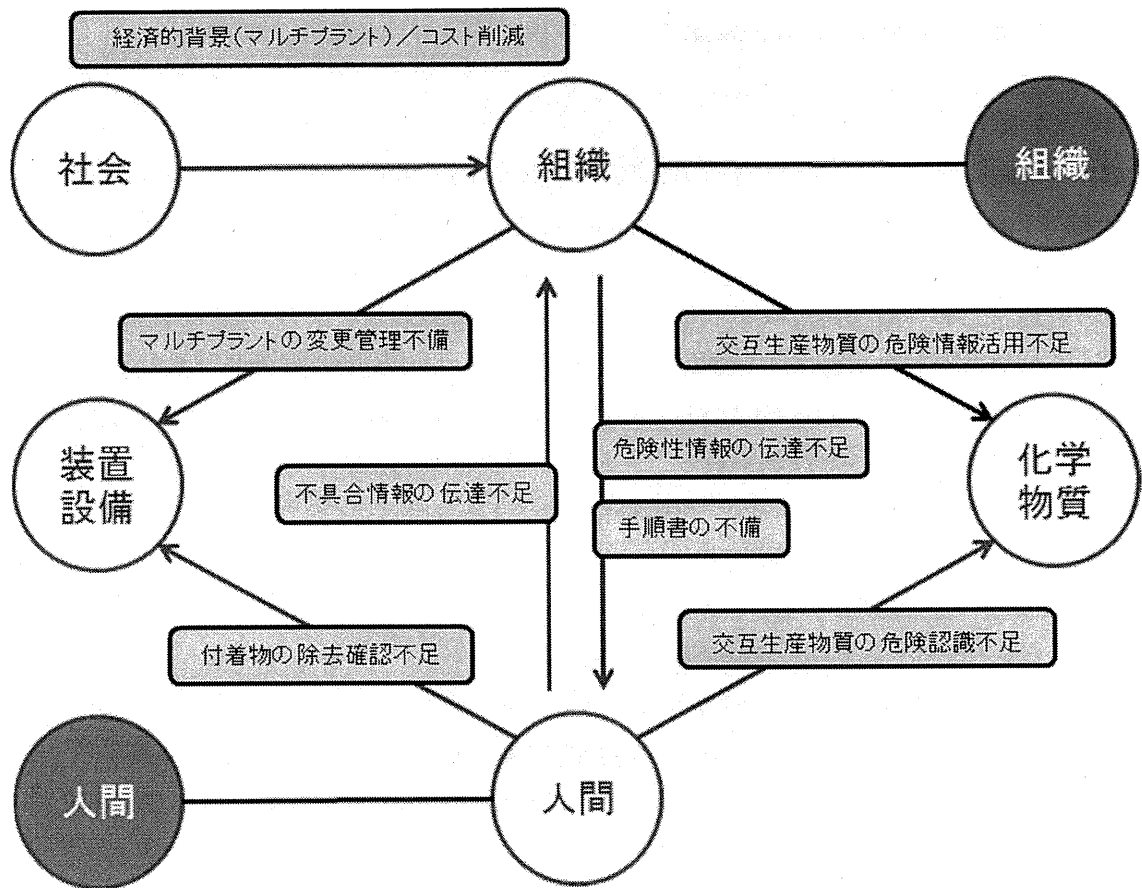 経済的背景(マルチプラント)／コスト削減
社会
組織
組織
マルチプラントの変更管理不備
交互生産物質の危険情報活用不足
装置
設備
不具合情報の伝達不足
危険性情報の伝達不足
手順書の不備
化学
物質
付着物の除去確認不足
交互生産物質の危険認識不足
人間
人間